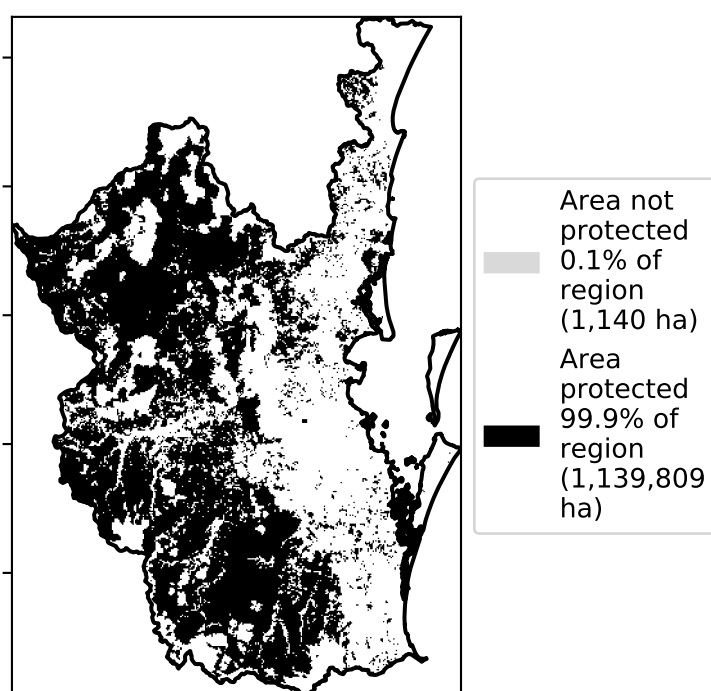 Area not
protected
0.1% of
region
(1,140 ha)
Area
protected
99.9% of
region
(1,139,809
ha)